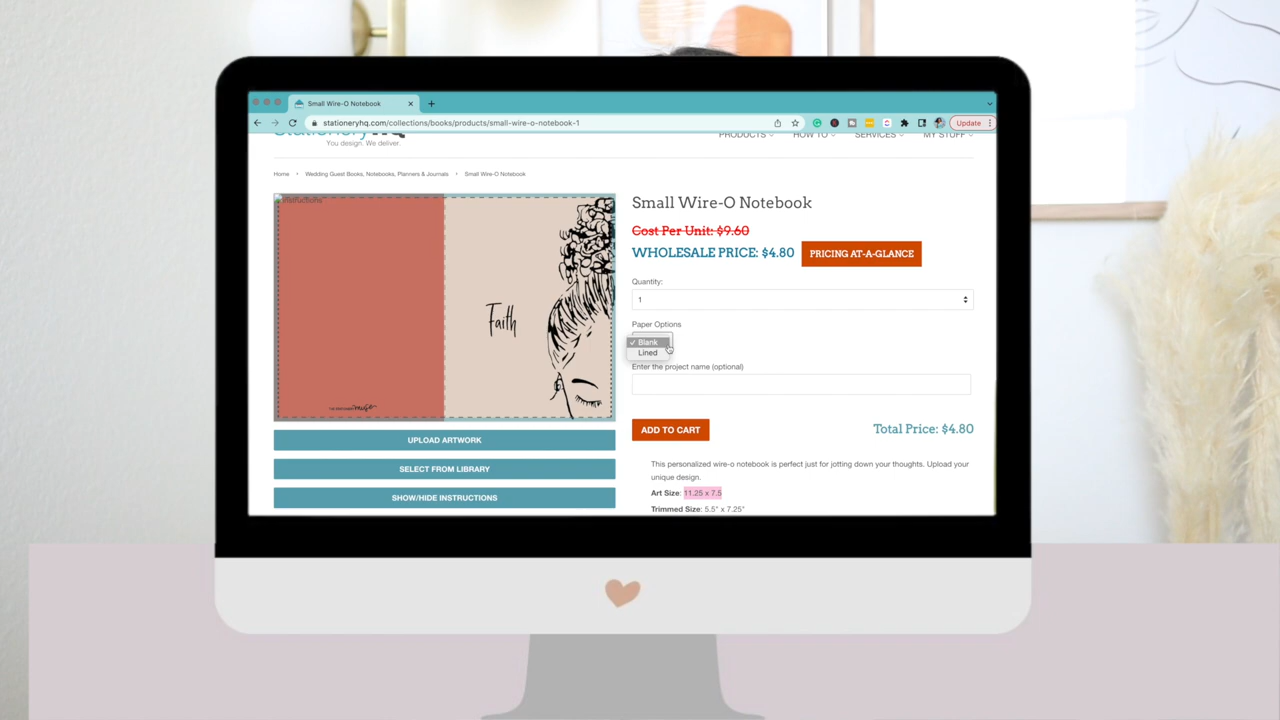 Small Wire-O Notebook
stationeryhq.com/collections/books/products/small-wire-o-notebook-1
Update
stationeryHQ
You design. We deliver.
PRODUCTS
HOW TO
SERVICES
MY STUFF
Home › Wedding Guest Books, Notebooks, Planners & Journals › Small Wire-O Notebook
Instructions
Faith
UPLOAD ARTWORK
SELECT FROM LIBRARY
SHOW/HIDE INSTRUCTIONS
Small Wire-O Notebook
Cost Per Unit: $9.60
WHOLESALE PRICE: $4.80
PRICING AT-A-GLANCE
Quantity:
1
Paper Options
✓ Blank
Lined
Enter the project name (optional)
ADD TO CART
Total Price: $4.80
This personalized wire-o notebook is perfect just for jotting down your thoughts. Upload your
unique design.
Art Size: 11.25 x 7.5
Trimmed Size: 5.5" x 7.25"